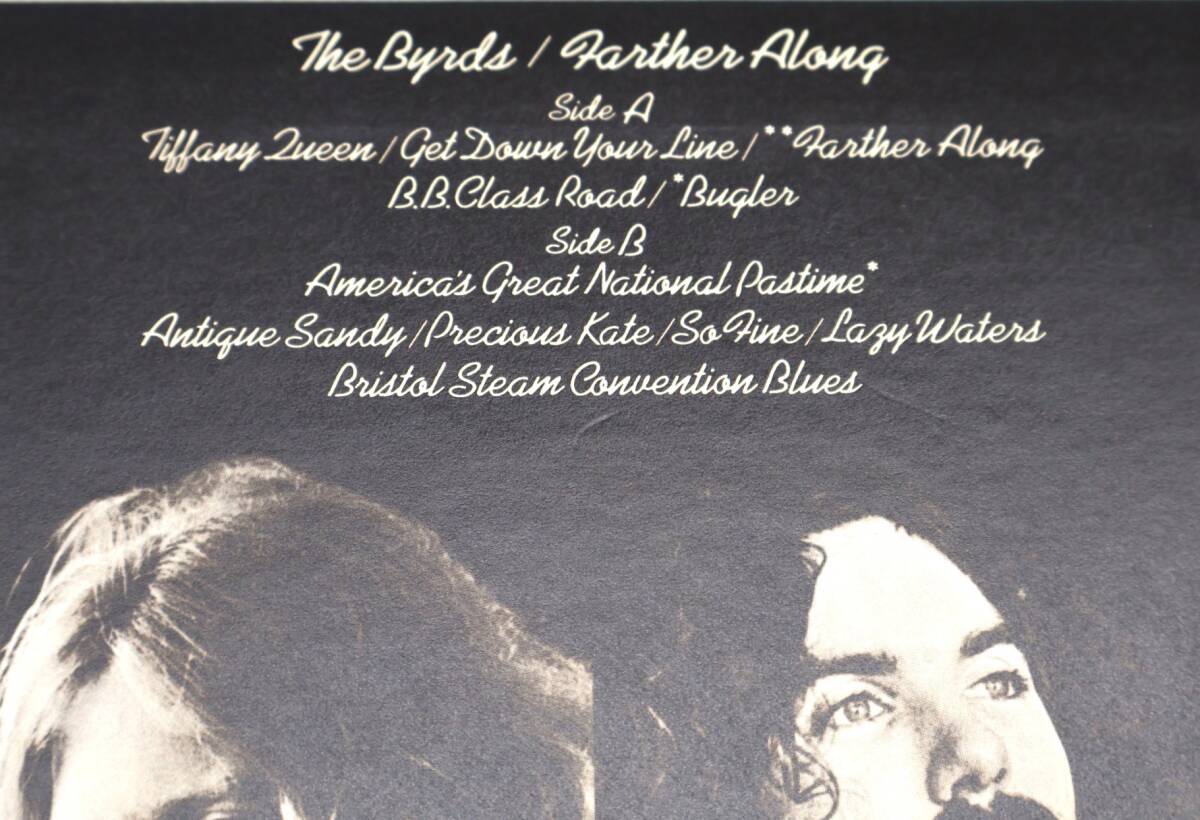 The Byrds / Farther Along
Side A
Tiffany Queen / Get Down Your Line / **Farther Along
B.B. Class Road / *Bugler
Side B
America's Great National Pastime*
Antique Sandy / Precious Kate / So Fine / Lazy Waters
Bristol Steam Convention Blues